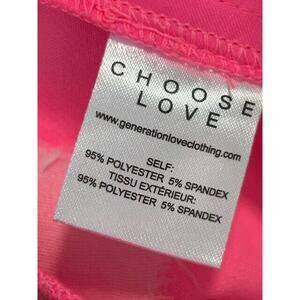 CHOOSE
LOVE
www.generationloveclothing.com
SELF:
95% POLYESTER 5% SPANDEX
TISSU EXTÉRIEUR:
95% POLYESTER 5% SPANDEX